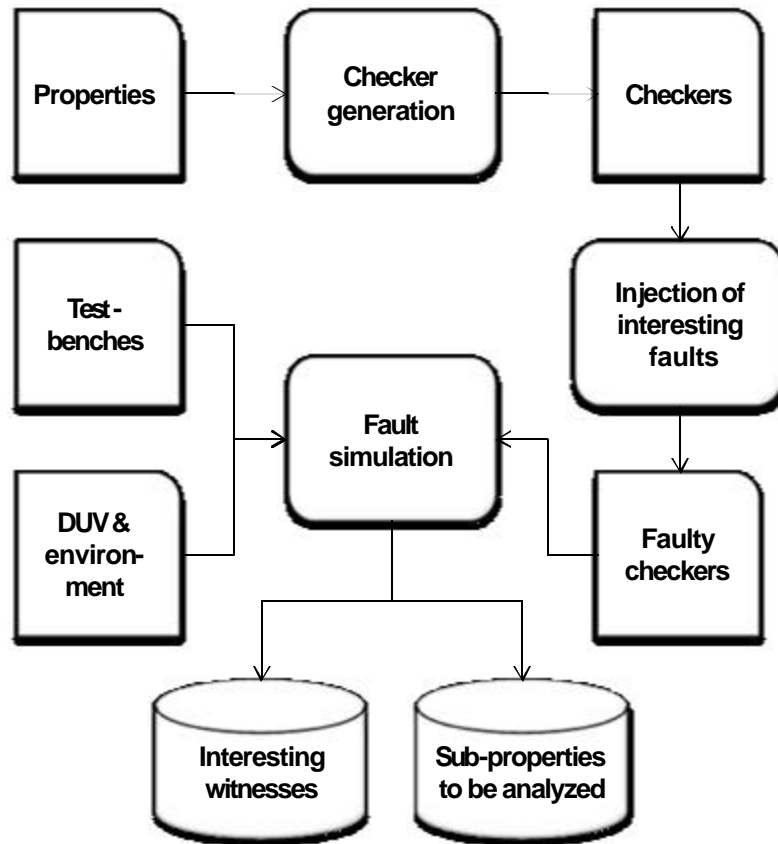 Properties
Checker
generation
Checkers
Test -
benches
Injection of
interesting
faults
Fault
simulation
DUV &
environ-
ment
Faulty
checkers
Interesting
witnesses
Sub-properties
to be analyzed